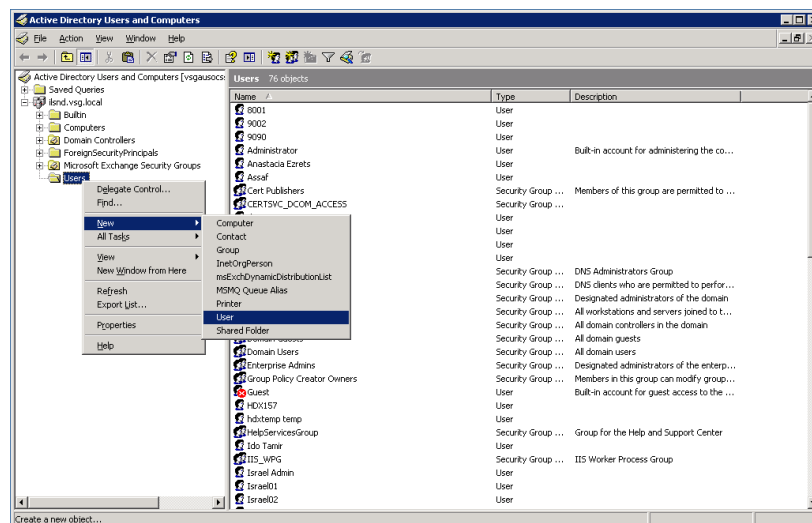 Active Directory Users and Computers
File Action View Window Help
Active Directory Users and Computers [vsgausocs:
Saved Queries
ilsnd.vsg.local
Builtin
Computers
Domain Controllers
ForeignSecurityPrincipals
Microsoft Exchange Security Groups
Users
Delegate Control...
Find...
New
All Tasks
View
New Window from Here
Refresh
Export List...
Properties
Help
Computer
Contact
Group
InetOrgPerson
msExchDynamicDistributionList
MSMQ Queue Alias
Printer
User
Shared Folder
Users 76 objects
Name Type Description
8001 User
9002 User
9090 User
Administrator User Built-in account for administering the co...
Anastacia Ezrets User
Assaf User
Cert Publishers Security Group ... Members of this group are permitted to ...
CERTSVC_DCOM_ACCESS Security Group ...
User
User
User
User
Security Group ... DNS Administrators Group
Security Group ... DNS clients who are permitted to perfor...
Security Group ... Designated administrators of the domain
Security Group ... All workstations and servers joined to t...
Security Group ... All domain controllers in the domain
Security Group ... All domain guests
Domain Users Security Group ... All domain users
Enterprise Admins Security Group ... Designated administrators of the enterp...
Group Policy Creator Owners Security Group ... Members in this group can modify group...
Guest User Built-in account for guest access to the ...
HDX157 User
hdxtemp temp User
HelpServicesGroup Security Group ... Group for the Help and Support Center
Ido Tamir User
IIS_WPG Security Group ... IIS Worker Process Group
Israel Admin User
Israel01 User
Israel02 User
Create a new object...